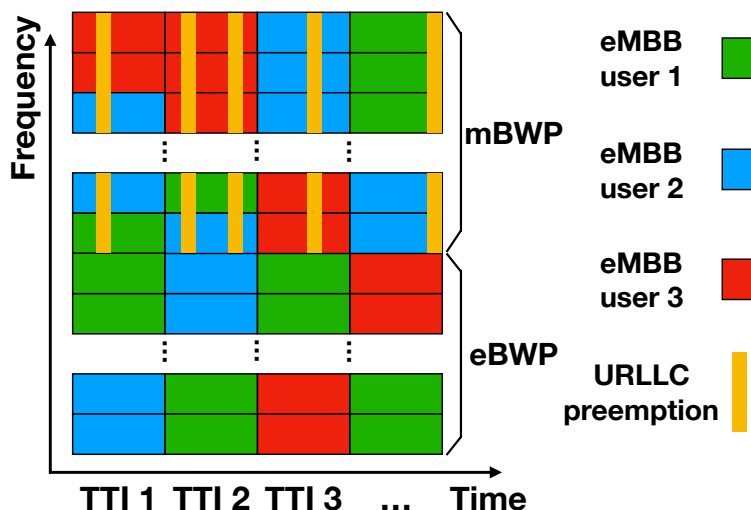 Frequency
mBWP
eBWP
TTI 1 TTI 2 TTI 3 ... Time
eMBB
user 1
eMBB
user 2
eMBB
user 3
URLLC
preemption